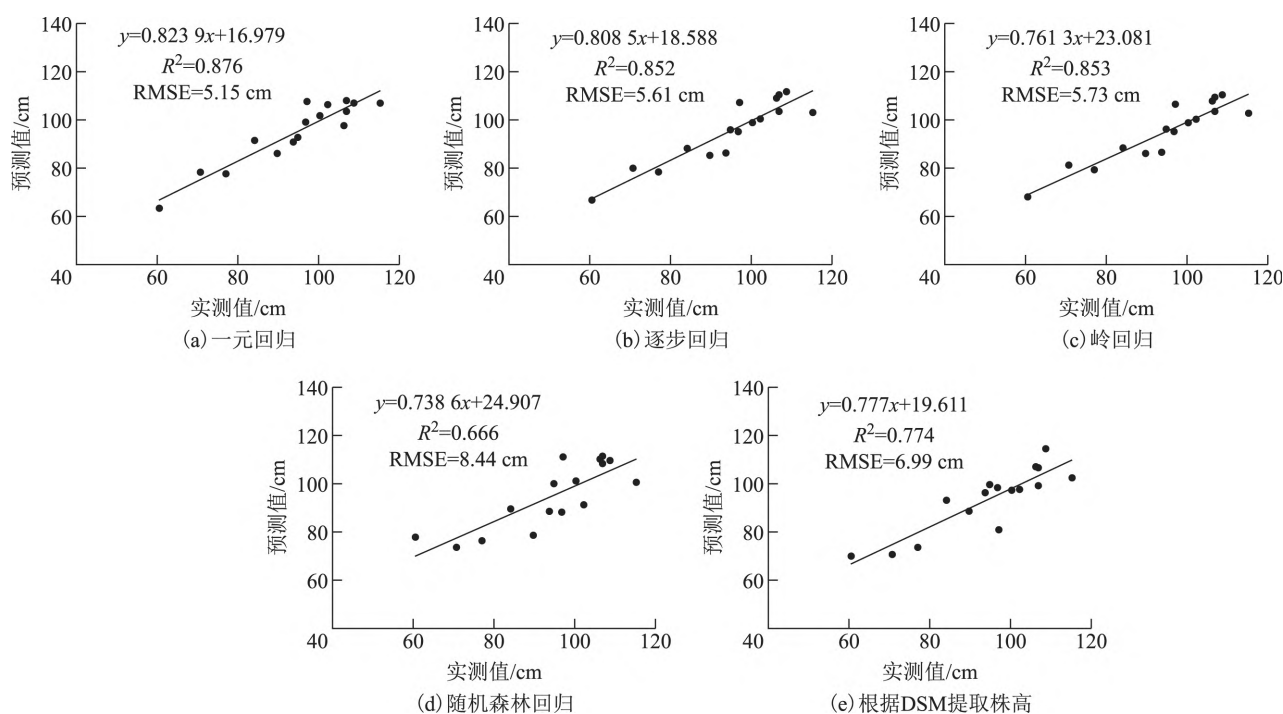 140
120
100
80
60
40
60
80
100
120
预测值/cm
实测值/cm
y=0.823 9x+16.979
R²=0.876
RMSE=5.15 cm
(a)一元回归
140
120
100
80
60
40
60
80
100
120
预测值/cm
实测值/cm
y=0.808 5x+18.588
R²=0.852
RMSE=5.61 cm
(b)逐步回归
140
120
100
80
60
40
60
80
100
120
预测值/cm
实测值/cm
y=0.761 3x+23.081
R²=0.853
RMSE=5.73 cm
(c)岭回归
140
120
100
80
60
40
60
80
100
120
预测值/cm
实测值/cm
y=0.738 6x+24.907
R²=0.666
RMSE=8.44 cm
(d)随机森林回归
140
120
100
80
60
40
60
80
100
120
预测值/cm
实测值/cm
y=0.777x+19.611
R²=0.774
RMSE=6.99 cm
(e)根据DSM提取株高